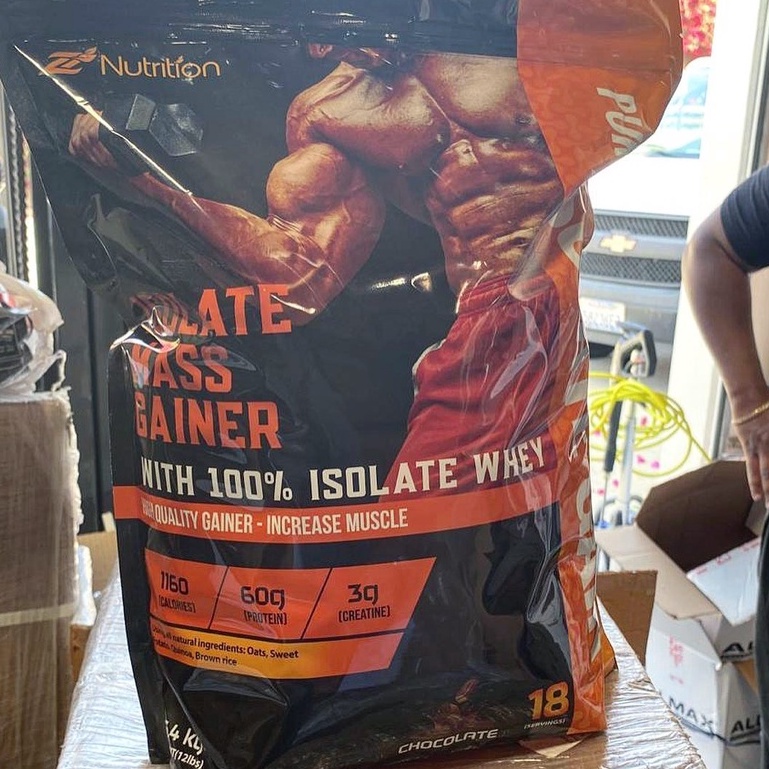 Nutrition
ISOLATE
MASS
GAINER
WITH 100% ISOLATE WHEY
QUALITY GAINER - INCREASE MUSCLE
1160
(CALORIES)
60g
(PROTEIN)
3g
(CREATINE)
all natural ingredients: Oats, Sweet
Quinoa, Brown rice
18
(SERVINGS)
(12lbs)
CHOCOLATE